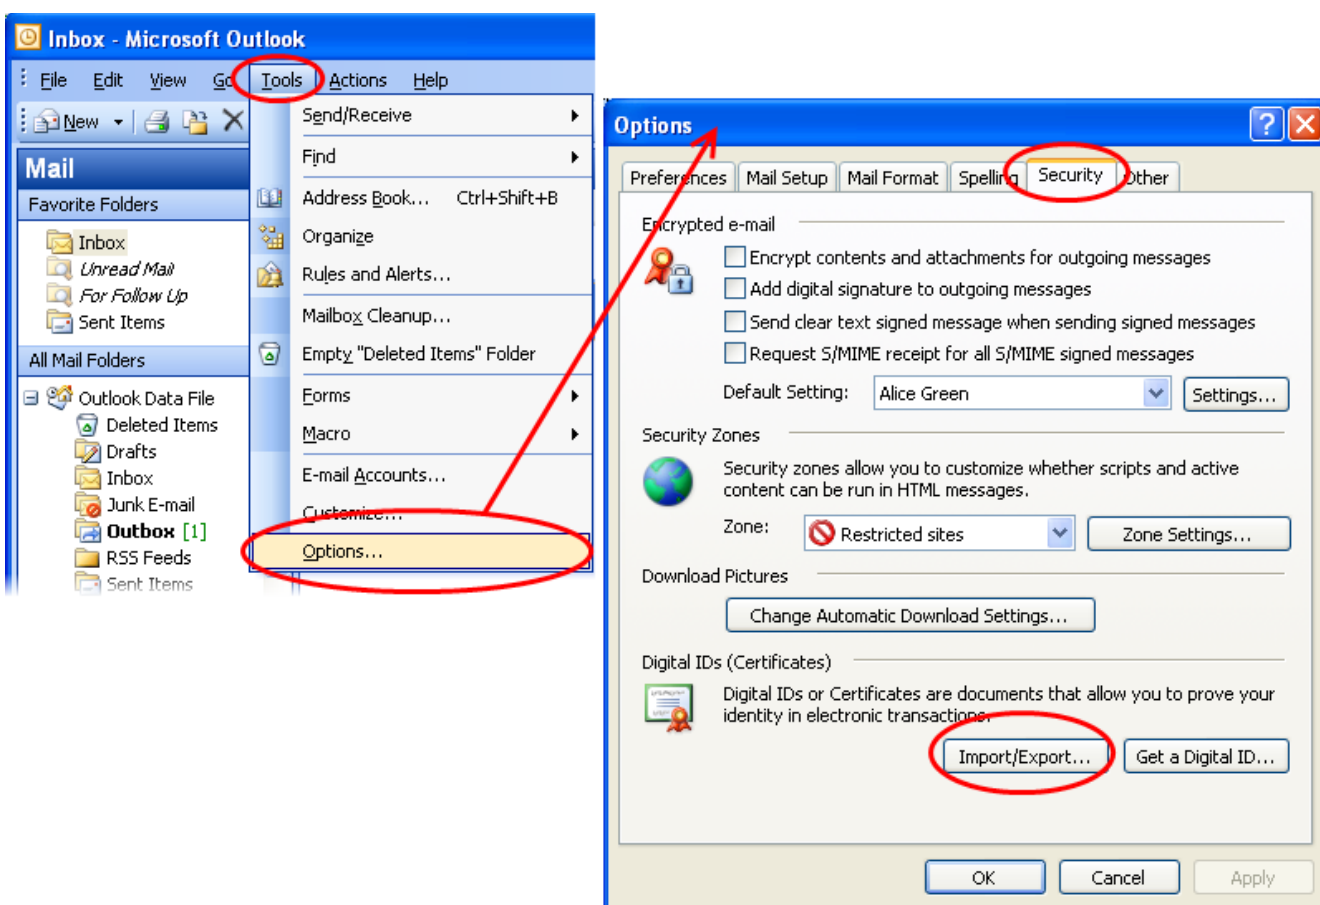 Inbox - Microsoft Outlook
File Edit View Go Tools Actions Help
New
Mail
Favorite Folders
Inbox
Unread Mail
For Follow Up
Sent Items
All Mail Folders
Outlook Data File
Deleted Items
Drafts
Inbox
Junk E-mail
Outbox [1]
RSS Feeds
Sent Items
Send/Receive
Find
Address Book... Ctrl+Shift+B
Organize
Rules and Alerts...
Mailbox Cleanup...
Empty "Deleted Items" Folder
Forms
Macro
E-mail Accounts...
Customize...
Options...
Options
Preferences Mail Setup Mail Format Spelling Security Other
Encrypted e-mail
Encrypt contents and attachments for outgoing messages
Add digital signature to outgoing messages
Send clear text signed message when sending signed messages
Request S/MIME receipt for all S/MIME signed messages
Default Setting: Alice Green Settings...
Security Zones
Security zones allow you to customize whether scripts and active
content can be run in HTML messages.
Zone: Restricted sites Zone Settings...
Download Pictures
Change Automatic Download Settings...
Digital IDs (Certificates)
Digital IDs or Certificates are documents that allow you to prove your
identity in electronic transactions.
Import/Export... Get a Digital ID...
OK Cancel Apply